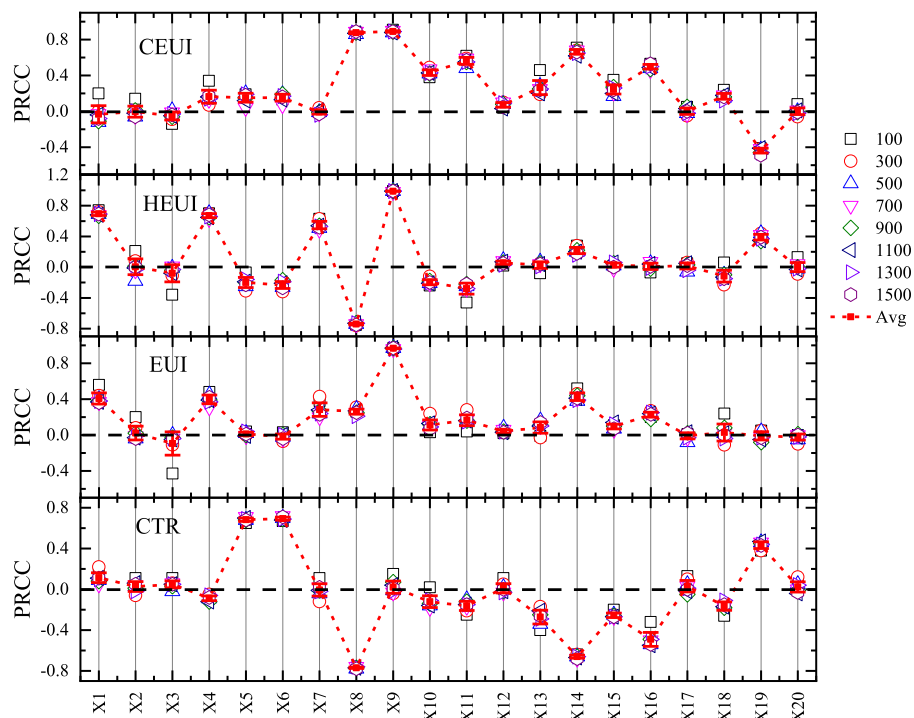 CEUI
PRCC
0.8
0.4
0.0
-0.4
HEUI
PRCC
1.2
0.8
0.4
0.0
-0.4
-0.8
EUI
PRCC
0.8
0.4
0.0
-0.4
CTR
PRCC
0.8
0.4
0.0
-0.4
-0.8
X1 X2 X3 X4 X5 X6 X7 X8 X9 X10 X11 X12 X13 X14 X15 X16 X17 X18 X19 X20
100
300
500
700
900
1100
1300
1500
Avg